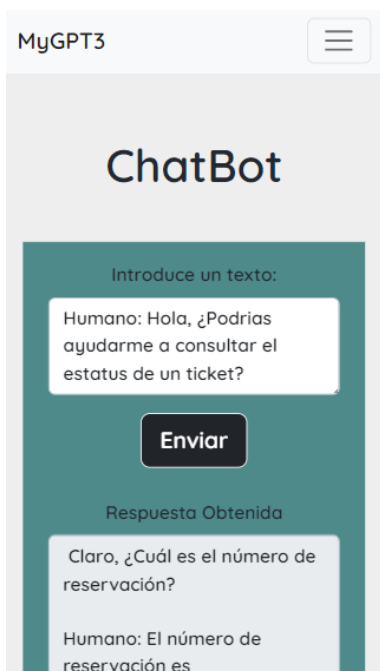 MyGPT3
ChatBot
Introduce un texto:
Humano: Hola, ¿Podrias
ayudarme a consultar el
estatus de un ticket?
Enviar
Respuesta Obtenida
Claro, ¿Cuál es el número de
reservación?
Humano: El número de
reservación es